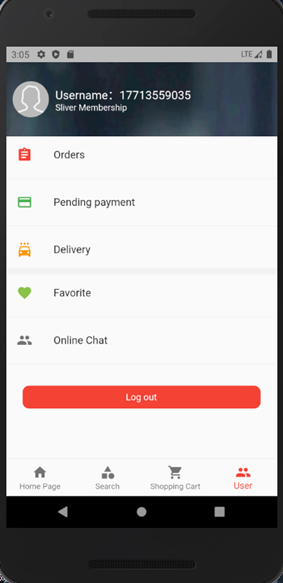 3:05 LTE
Username：17713559035
Sliver Membership
Orders
Pending payment
Delivery
Favorite
Online Chat
Log out
Home Page Search Shopping Cart User